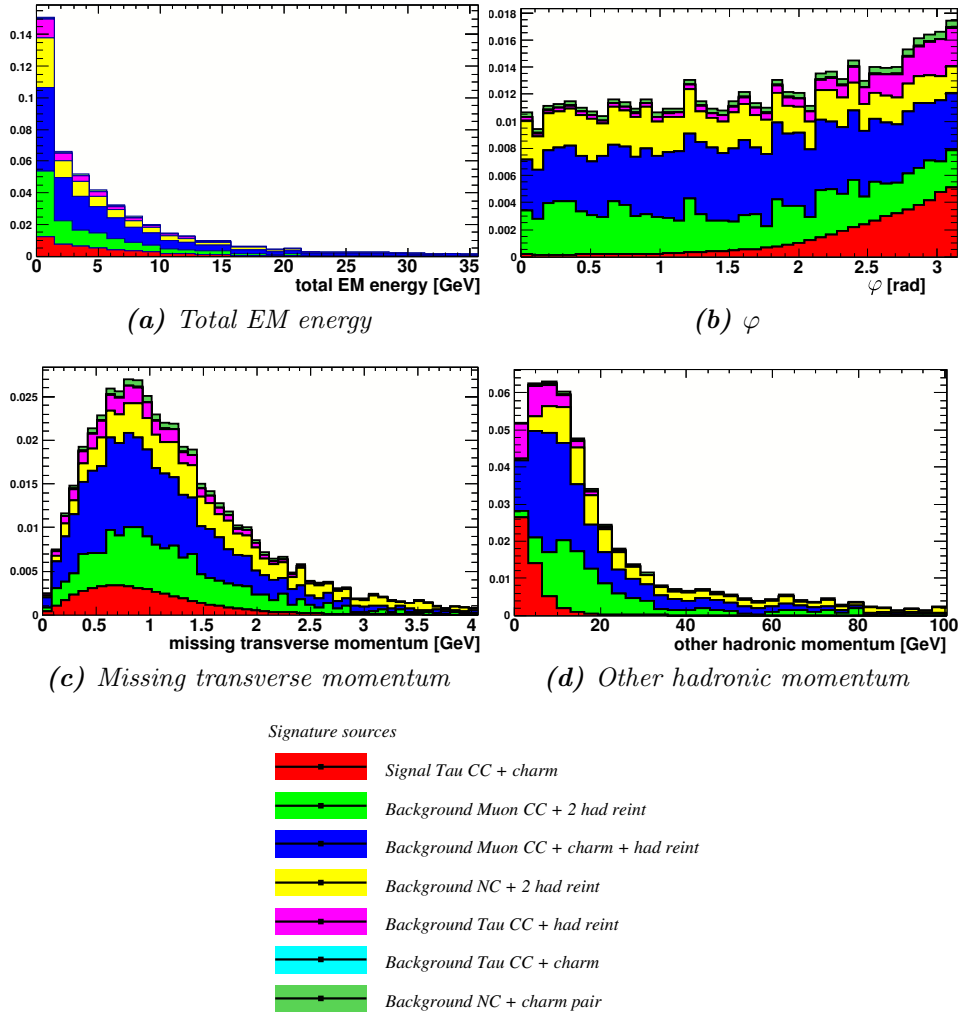 0.14
0.12
0.1
0.08
0.06
0.04
0.02
0
0 5 10 15 20 25 30 35
total EM energy [GeV]
(a) Total EM energy
0.018
0.016
0.014
0.012
0.01
0.008
0.006
0.004
0.002
0
0 0.5 1 1.5 2 2.5 3
φ [rad]
(b) φ
0.025
0.02
0.015
0.01
0.005
0
0 0.5 1 1.5 2 2.5 3 3.5 4
missing transverse momentum [GeV]
(c) Missing transverse momentum
0.06
0.05
0.04
0.03
0.02
0.01
0
0 20 40 60 80 100
other hadronic momentum [GeV]
(d) Other hadronic momentum
Signature sources
Signal Tau CC + charm
Background Muon CC + 2 had reint
Background Muon CC + charm + had reint
Background NC + 2 had reint
Background Tau CC + had reint
Background Tau CC + charm
Background NC + charm pair